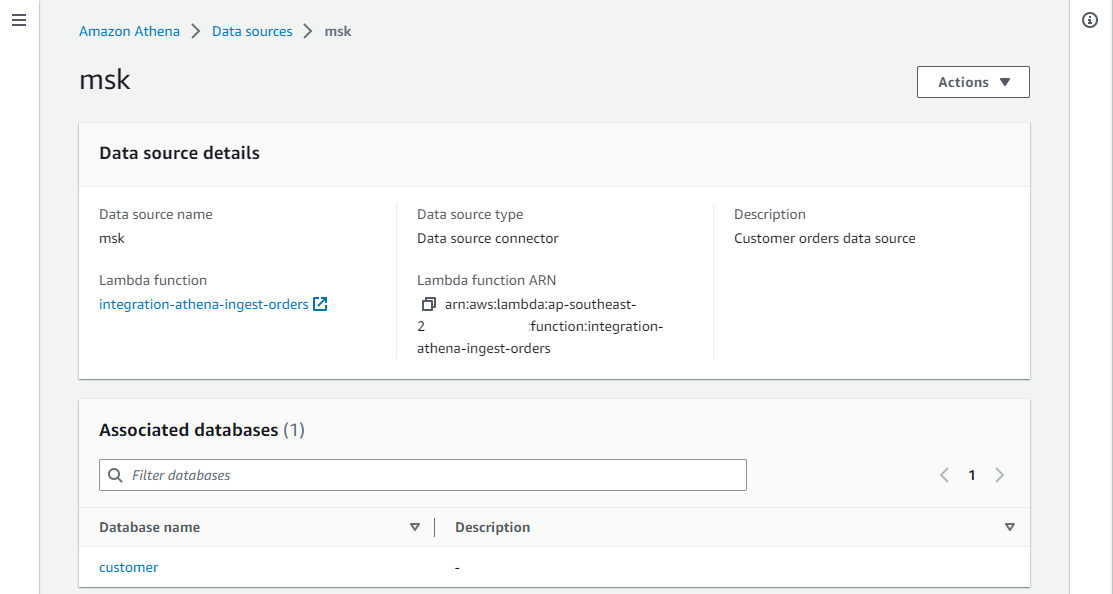 Amazon Athena > Data sources > msk
msk
Actions
Data source details
Data source name
msk
Data source type
Data source connector
Description
Customer orders data source
Lambda function
integration-athena-ingest-orders
Lambda function ARN
arn:aws:lambda:ap-southeast-
2 :function:integration-
athena-ingest-orders
Associated databases (1)
Filter databases
1
Database name
Description
customer
-